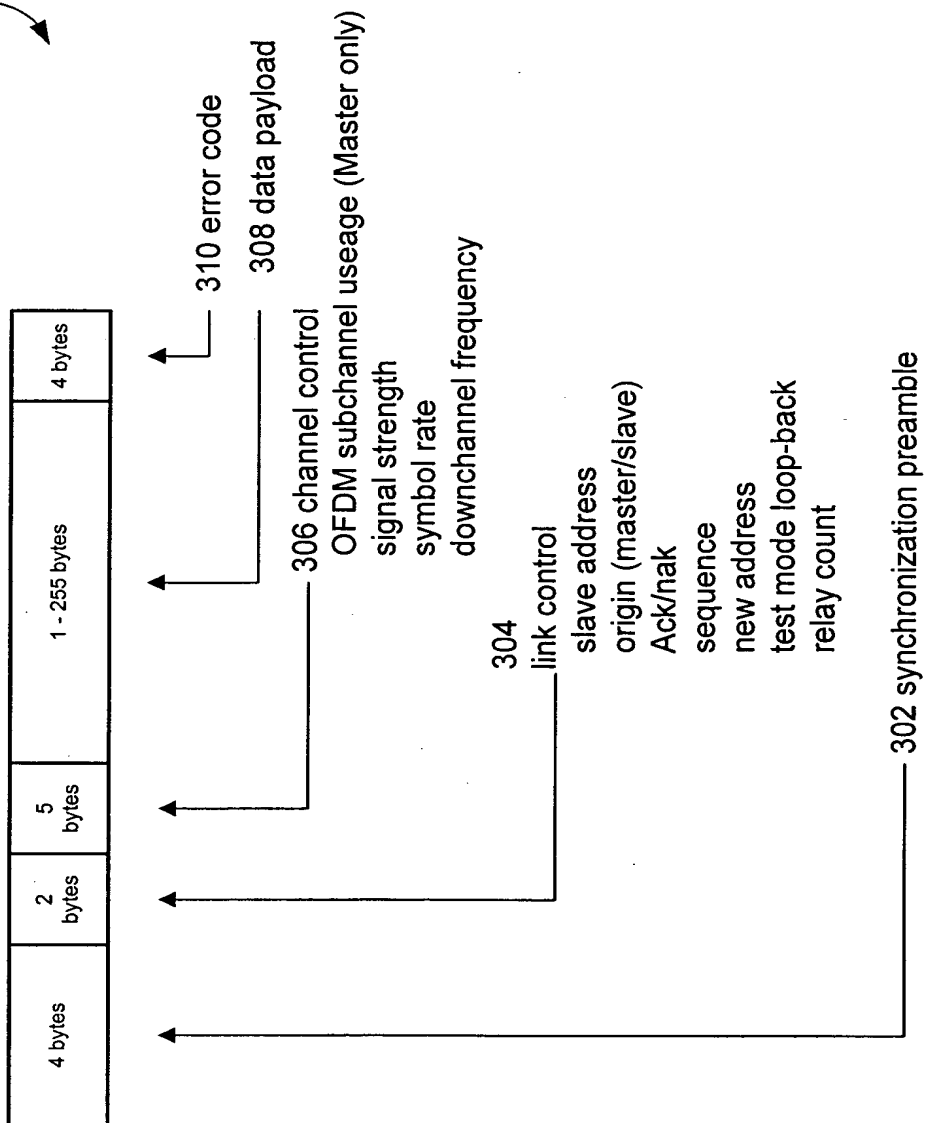 4 bytes
2
bytes
5
bytes
1 - 255 bytes
4 bytes
310 error code
308 data payload
306 channel control
OFDM subchannel useage (Master only)
signal strength
symbol rate
downchannel frequency
304
link control
slave address
origin (master/slave)
Ack/nak
sequence
new address
test mode loop-back
relay count
302 synchronization preamble